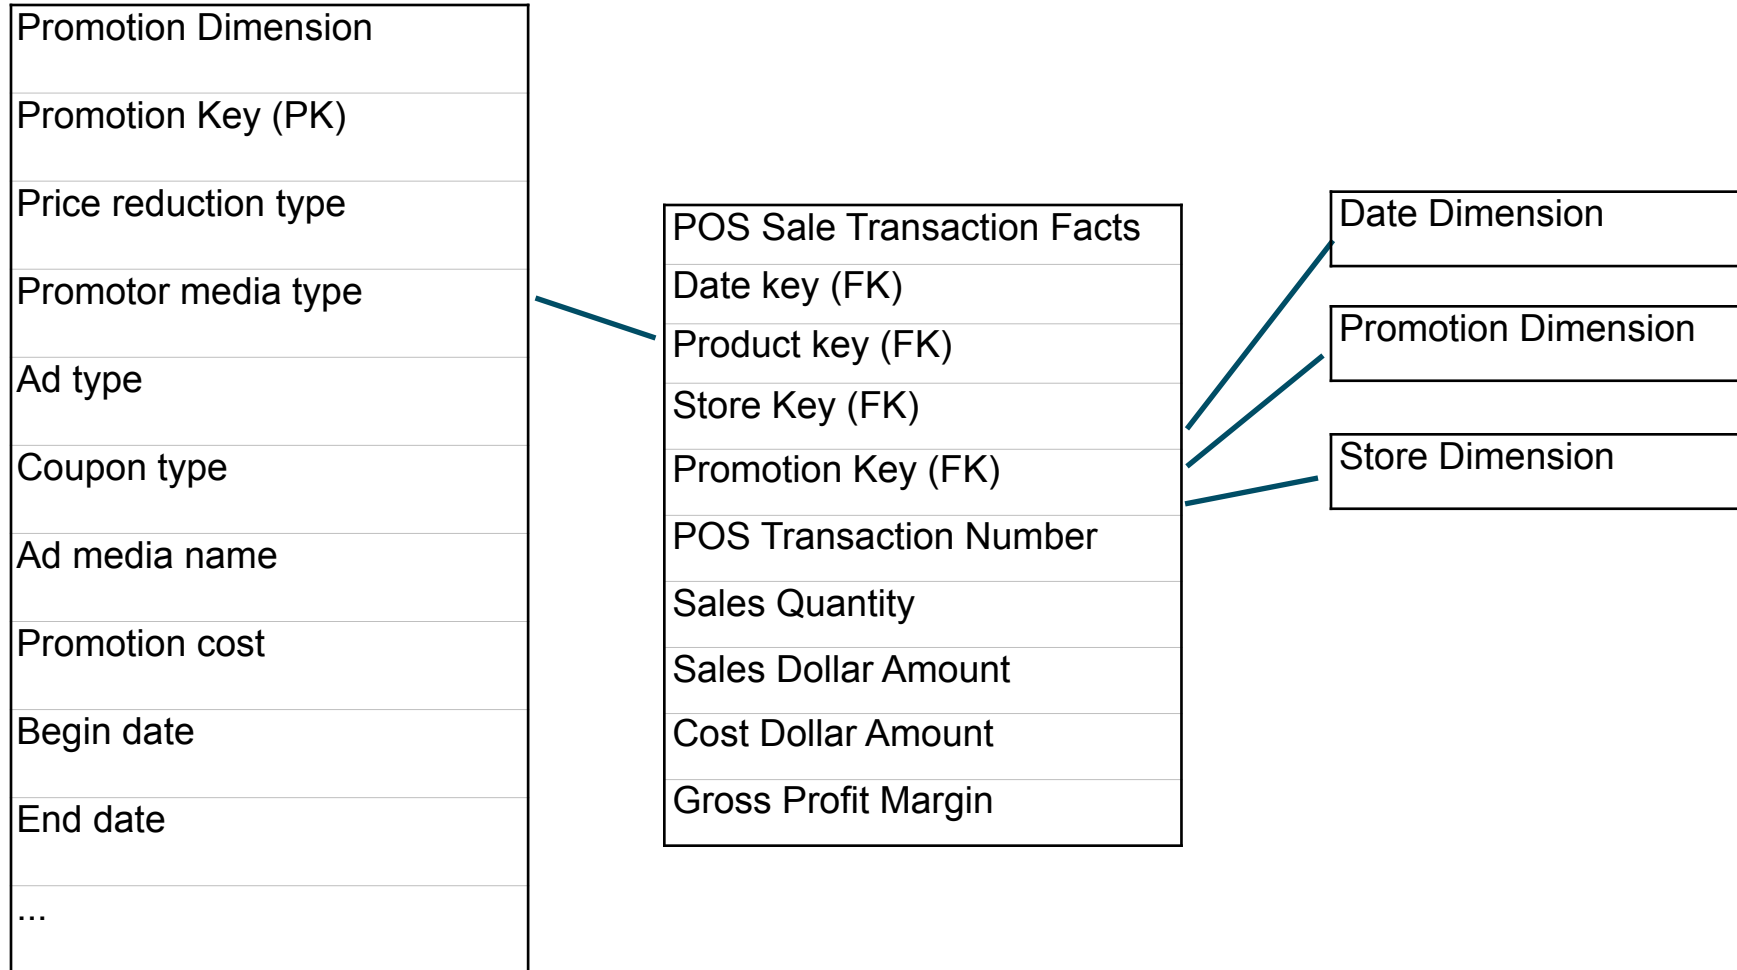 Promotion Dimension
Promotion Key (PK)
Price reduction type
Promotor media type
Ad type
Coupon type
Ad media name
Promotion cost
Begin date
End date
...
POS Sale Transaction Facts
Date key (FK)
Product key (FK)
Store Key (FK)
Promotion Key (FK)
POS Transaction Number
Sales Quantity
Sales Dollar Amount
Cost Dollar Amount
Gross Profit Margin
Date Dimension
Promotion Dimension
Store Dimension